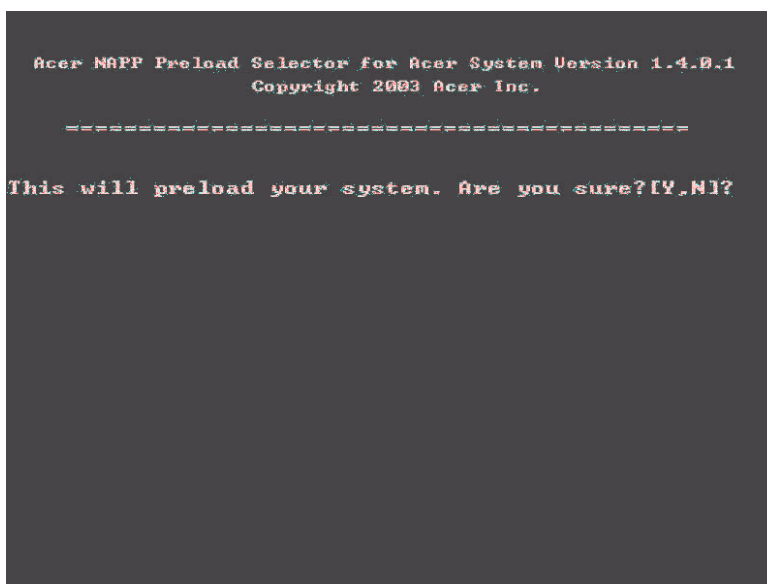 Acer NAPP Preload Selector for Acer System Version 1.4.0.1
Copyright 2003 Acer Inc.
===========================================
This will preload your system. Are you sure?[Y,N]?